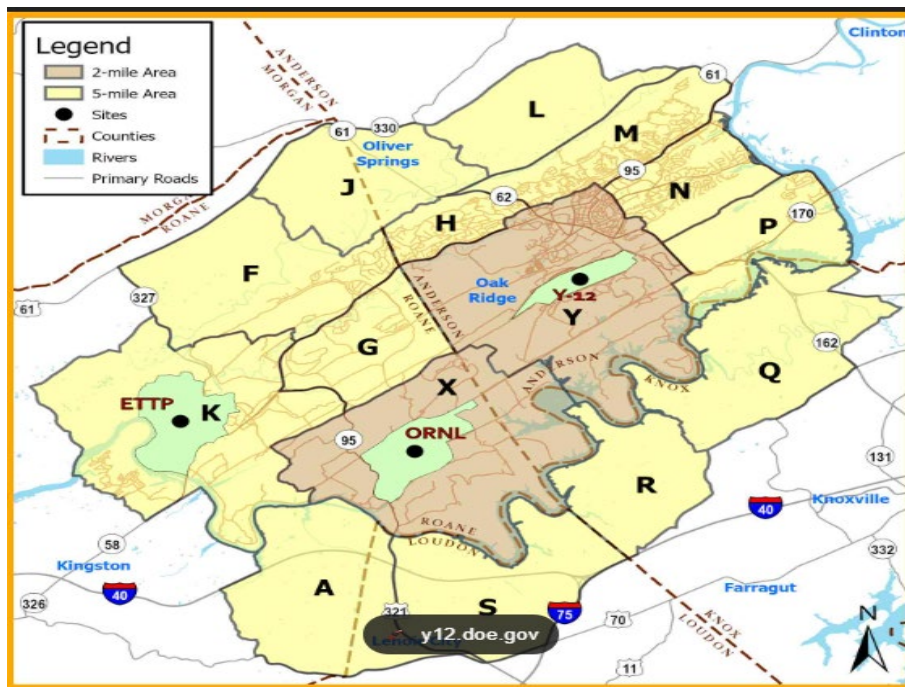 Legend
2-mile Area
5-mile Area
Sites
Counties
Rivers
Primary Roads
Clinton
ANDERSON
MORGAN
61
61 330
Oliver
Springs
L
M
J
95
N
MORGAN
ROANE
62
H
P
170
F
327
61
Oak
Ridge
ANDERSON
ROANE
Y-12
Y
G
162
Q
ANDERSON
KNOX
X
ETTP
K
95
ORNL
131
R
40
Knoxville
ROANE
LOUDON
58
Kingston
332
40
326
A
Farragut
N
321
S
75
70
KNOX
LOUDON
y12.doe.gov
11